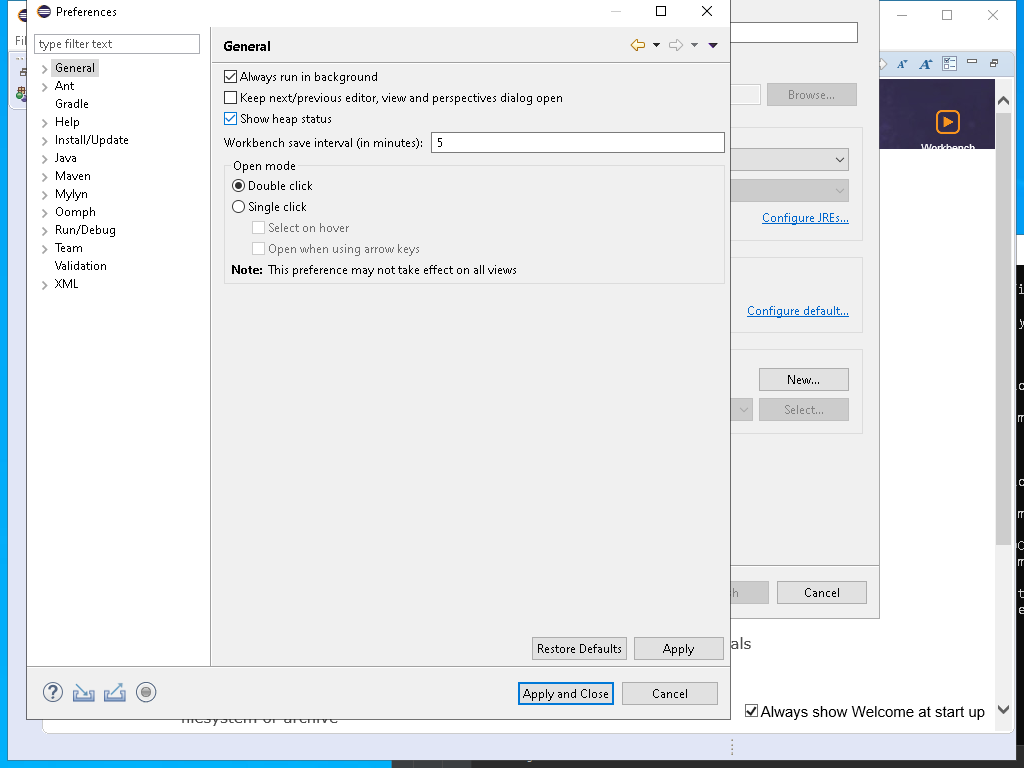 Preferences
Fil
type filter text
General
General
Ant
Gradle
Help
Install/Update
Java
Maven
Mylyn
Oomph
Run/Debug
Team
Validation
XML
Always run in background
Keep next/previous editor, view and perspectives dialog open
Show heap status
Workbench save interval (in minutes): 5
Open mode
Double click
Single click
Select on hover
Open when using arrow keys
Note: This preference may not take effect on all views
Restore Defaults
Apply
Apply and Close
Cancel
Browse...
Configure JREs...
Configure default...
New...
Select...
Cancel
Workbench
als
filesystem or archive
Always show Welcome at start up